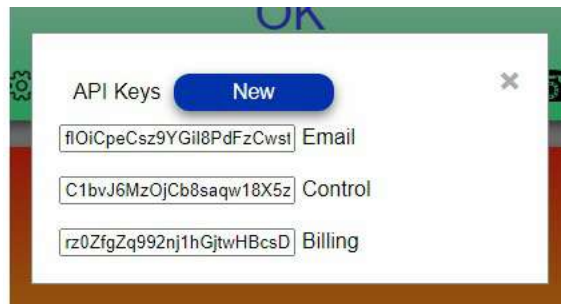 OK
API Keys New
flOiCpeCsz9YGil8PdFzCwst Email
C1bvJ6MzOjCb8saqw18X5z Control
rz0ZfgZq992nj1hGjtwHBcsD Billing